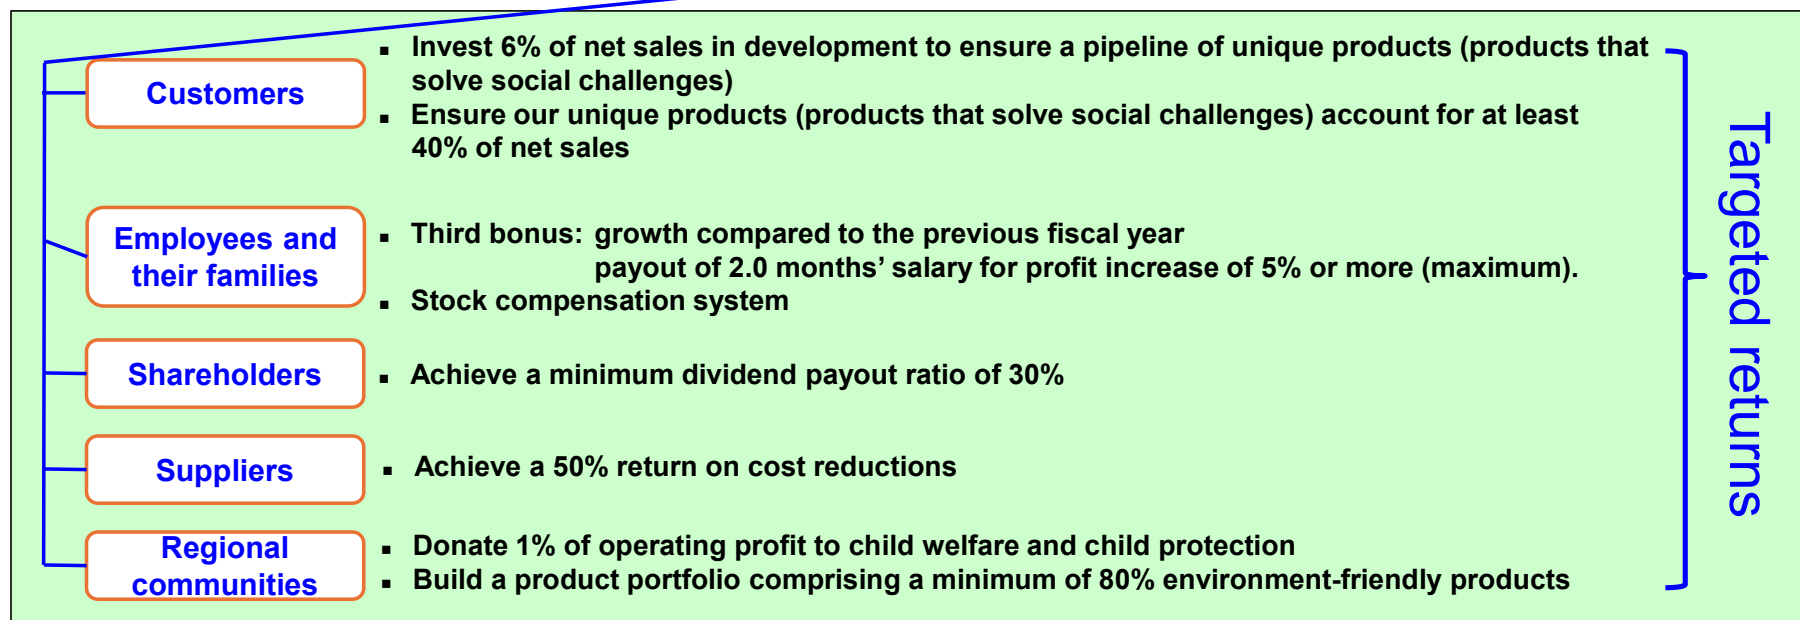 Customers
▪ Invest 6% of net sales in development to ensure a pipeline of unique products (products that
solve social challenges)
▪ Ensure our unique products (products that solve social challenges) account for at least
40% of net sales
Employees and
their families
▪ Third bonus: growth compared to the previous fiscal year
payout of 2.0 months’ salary for profit increase of 5% or more (maximum).
▪ Stock compensation system
Shareholders
▪ Achieve a minimum dividend payout ratio of 30%
Suppliers
▪ Achieve a 50% return on cost reductions
Regional
communities
▪ Donate 1% of operating profit to child welfare and child protection
▪ Build a product portfolio comprising a minimum of 80% environment-friendly products
Targeted returns